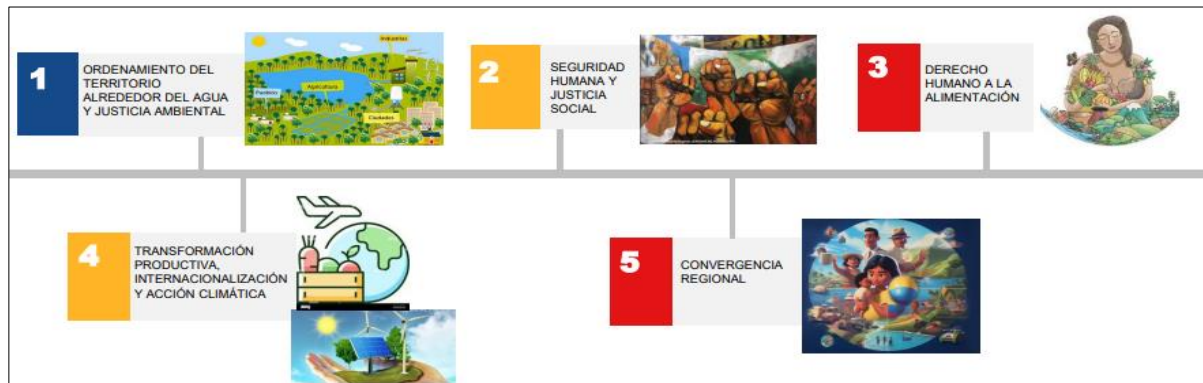 1
ORDENAMIENTO DEL
TERRITORIO
ALREDEDOR DEL AGUA
Y JUSTICIA AMBIENTAL
Industrias
Agricultura
Ciudades
2
SEGURIDAD
HUMANA Y
JUSTICIA
SOCIAL
3
DERECHO
HUMANO A LA
ALIMENTACIÓN
4
TRANSFORMACIÓN
PRODUCTIVA,
INTERNACIONALIZACIÓN
Y ACCIÓN CLIMÁTICA
5
CONVERGENCIA
REGIONAL